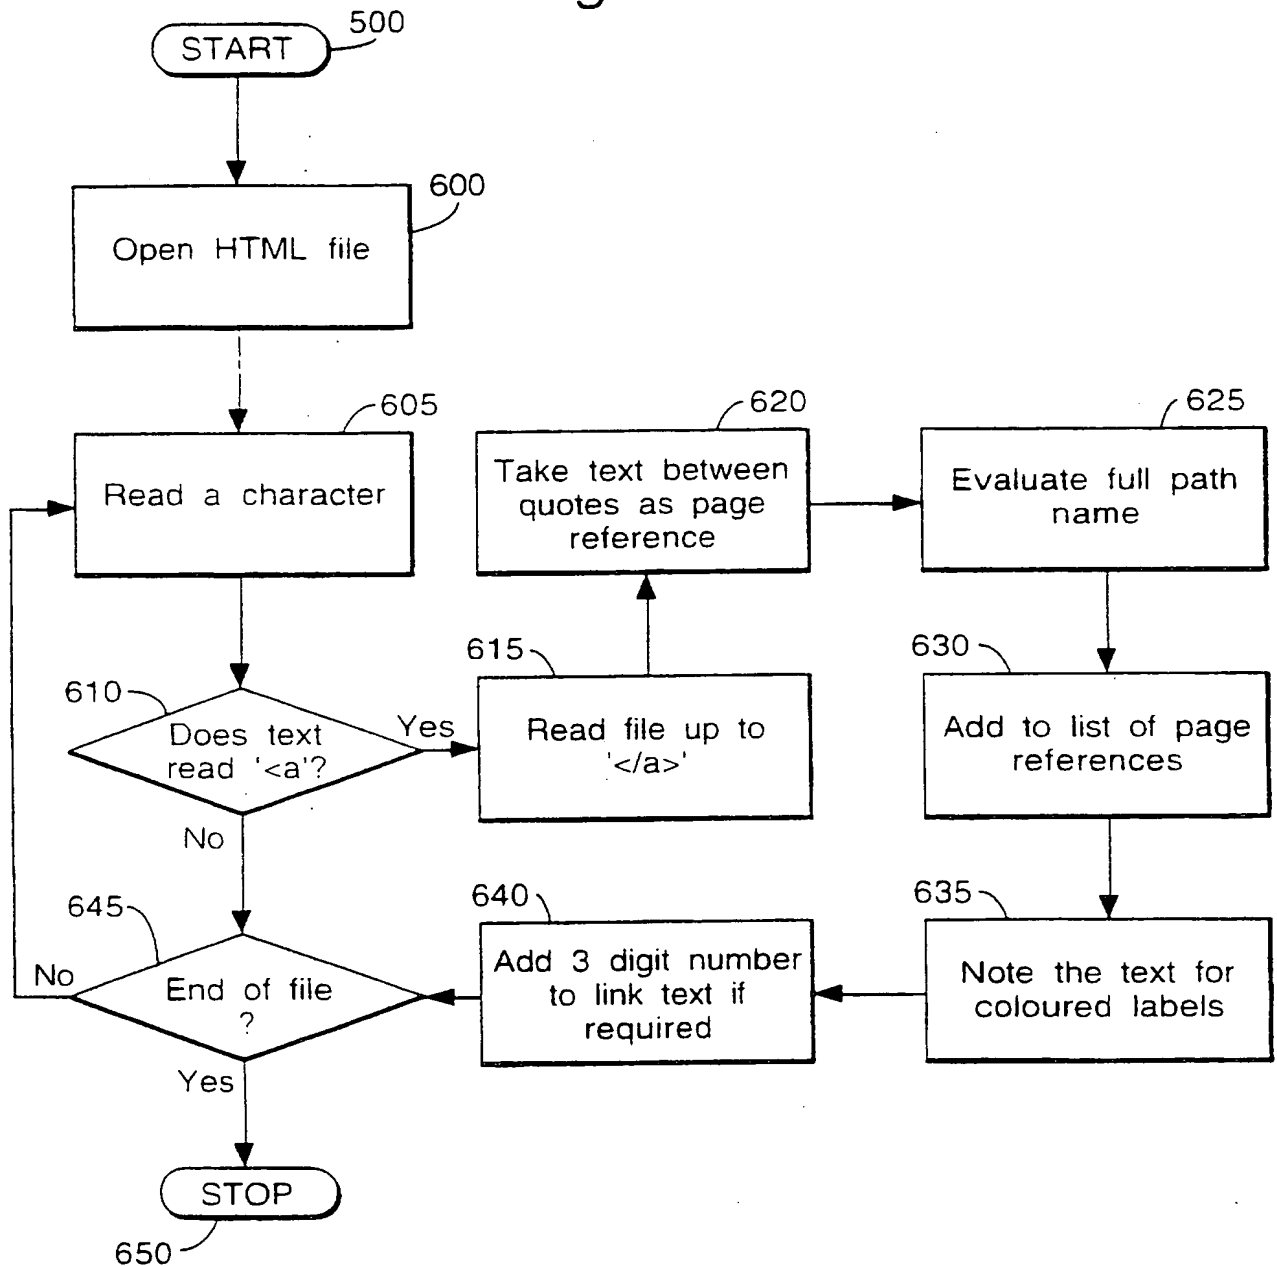 500
START
600
Open HTML file
605
Read a character
620
Take text between
quotes as page
reference
625
Evaluate full path
name
610
Does text
read '<a'?
Yes
No
615
Read file up to
'</a>'
630
Add to list of page
references
635
Note the text for
coloured labels
640
Add 3 digit number
to link text if
required
645
End of file
?
No
Yes
STOP
650